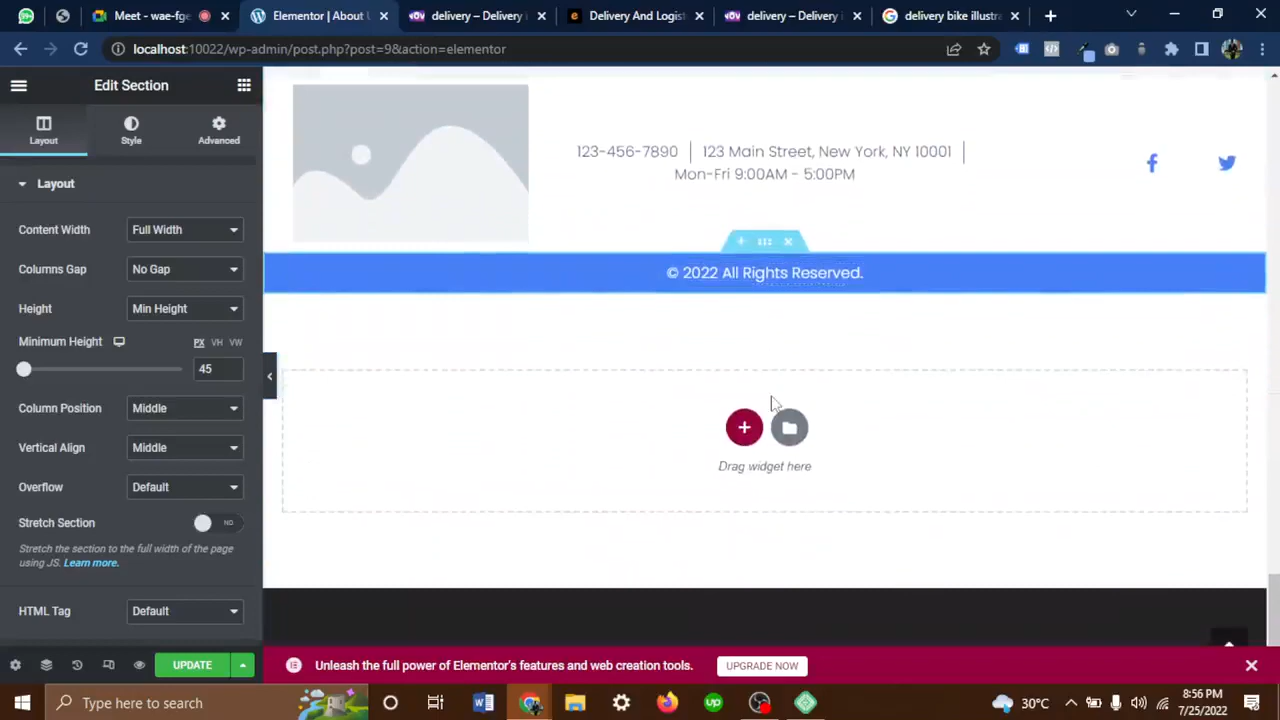 Meet - wae-fge
Elementor | About U
delivery – Delivery i
Delivery And Logist
delivery – Delivery i
delivery bike illustra
localhost:10022/wp-admin/post.php?post=9&action=elementor
Edit Section
Layout
Style
Advanced
Layout
Content Width
Full Width
Columns Gap
No Gap
Height
Min Height
Minimum Height
PX VH VW
45
Column Position
Middle
Vertical Align
Middle
Overflow
Default
Stretch Section
NO
Stretch the section to the full width of the page
using JS. Learn more.
HTML Tag
Default
UPDATE
123-456-7890
123 Main Street, New York, NY 10001
Mon-Fri 9:00AM - 5:00PM
© 2022 All Rights Reserved.
Drag widget here
Unleash the full power of Elementor's features and web creation tools.
UPGRADE NOW
Type here to search
30°C
8:56 PM
7/25/2022